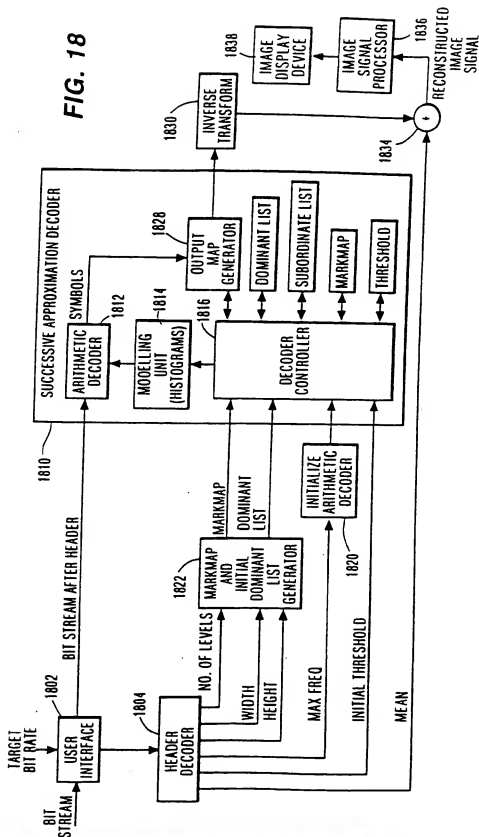 FIG. 18
TARGET
BIT RATE
BIT
STREAM
1802
USER
INTERFACE
BIT STREAM AFTER HEADER
1804
HEADER
DECODER
NO. OF LEVELS
WIDTH
HEIGHT
MAX FREQ
INITIAL THRESHOLD
MEAN
1822
MARKMAP
AND
INITIAL
DOMINANT
LIST
GENERATOR
MARKMAP
DOMINANT
LIST
INITIALIZE
ARITHMETIC
DECODER
1820
1810
SUCCESSIVE APPROXIMATION DECODER
ARITHMETIC
DECODER
1812
SYMBOLS
MODELLING
UNIT
(HISTOGRAMS)
1814
1816
DECODER
CONTROLLER
OUTPUT
MAP
GENERATOR
1828
DOMINANT LIST
SUBORDINATE LIST
MARKMAP
THRESHOLD
1830
INVERSE
TRANSFORM
1838
IMAGE
DISPLAY
DEVICE
IMAGE
SIGNAL
PROCESSOR
1836
+
1834
RECONSTRUCTED
IMAGE
SIGNAL